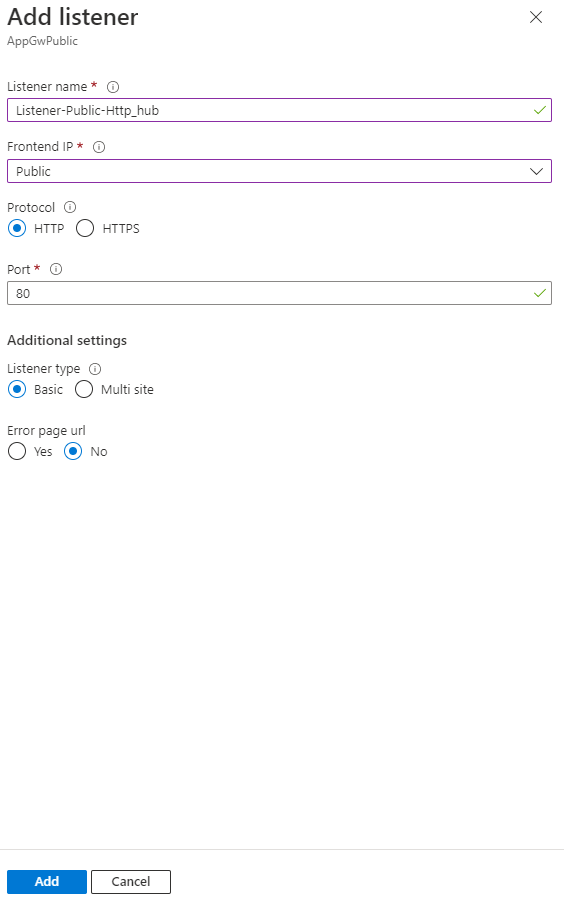 Add listener
AppGwPublic
Listener name *
Listener-Public-Http_hub
Frontend IP *
Public
Protocol
HTTP HTTPS
Port *
80
Additional settings
Listener type
Basic Multi site
Error page url
Yes No
Add Cancel